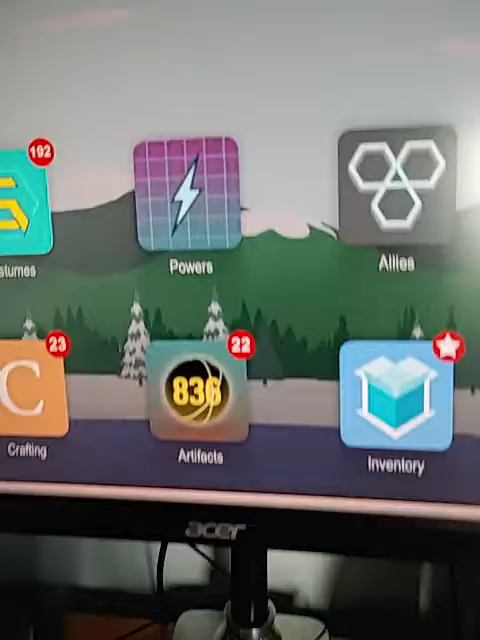 192
stumes
Powers
Allies
23
C
Crafting
22
836
Artifacts
Inventory
acer